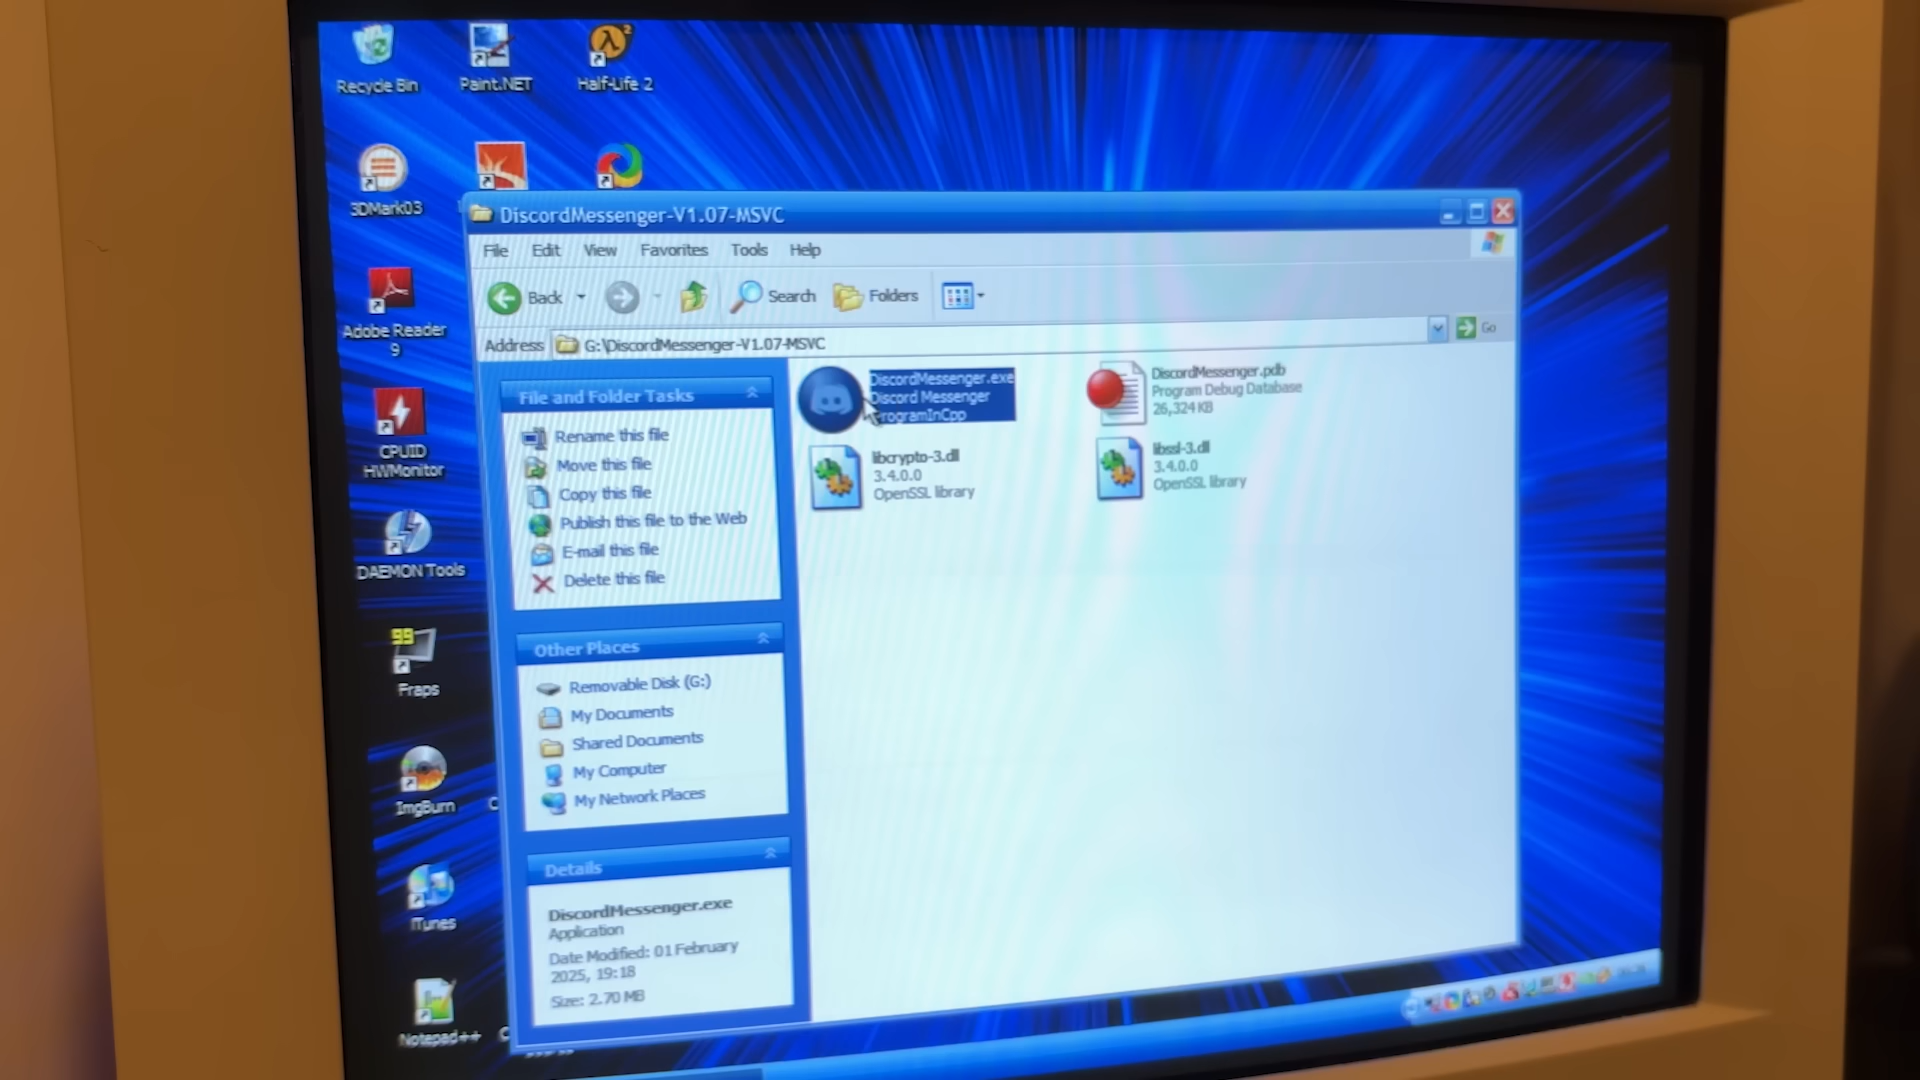 Recycle Bin
Paint.NET
Half-Life 2
3DMark03
Adobe Reader
9
CPUID
HWMonitor
DAEMON Tools
99
Fraps
ImgBurn
iTunes
Notepad++
DiscordMessenger-V1.07-MSVC
File Edit View Favorites Tools Help
Back
Search
Folders
Address
G:\DiscordMessenger-V1.07-MSVC
Go
File and Folder Tasks
Rename this file
Move this file
Copy this file
Publish this file to the Web
E-mail this file
Delete this file
Other Places
Removable Disk (G:)
My Documents
Shared Documents
My Computer
My Network Places
Details
DiscordMessenger.exe
Application
Date Modified: 01 February
2025, 19:18
Size: 2.70 MB
DiscordMessenger.exe
Discord Messenger
ProgramInCpp
DiscordMessenger.pdb
Program Debug Database
26,324 KB
libcrypto-3.dll
3.4.0.0
OpenSSL library
libssl-3.dll
3.4.0.0
OpenSSL library